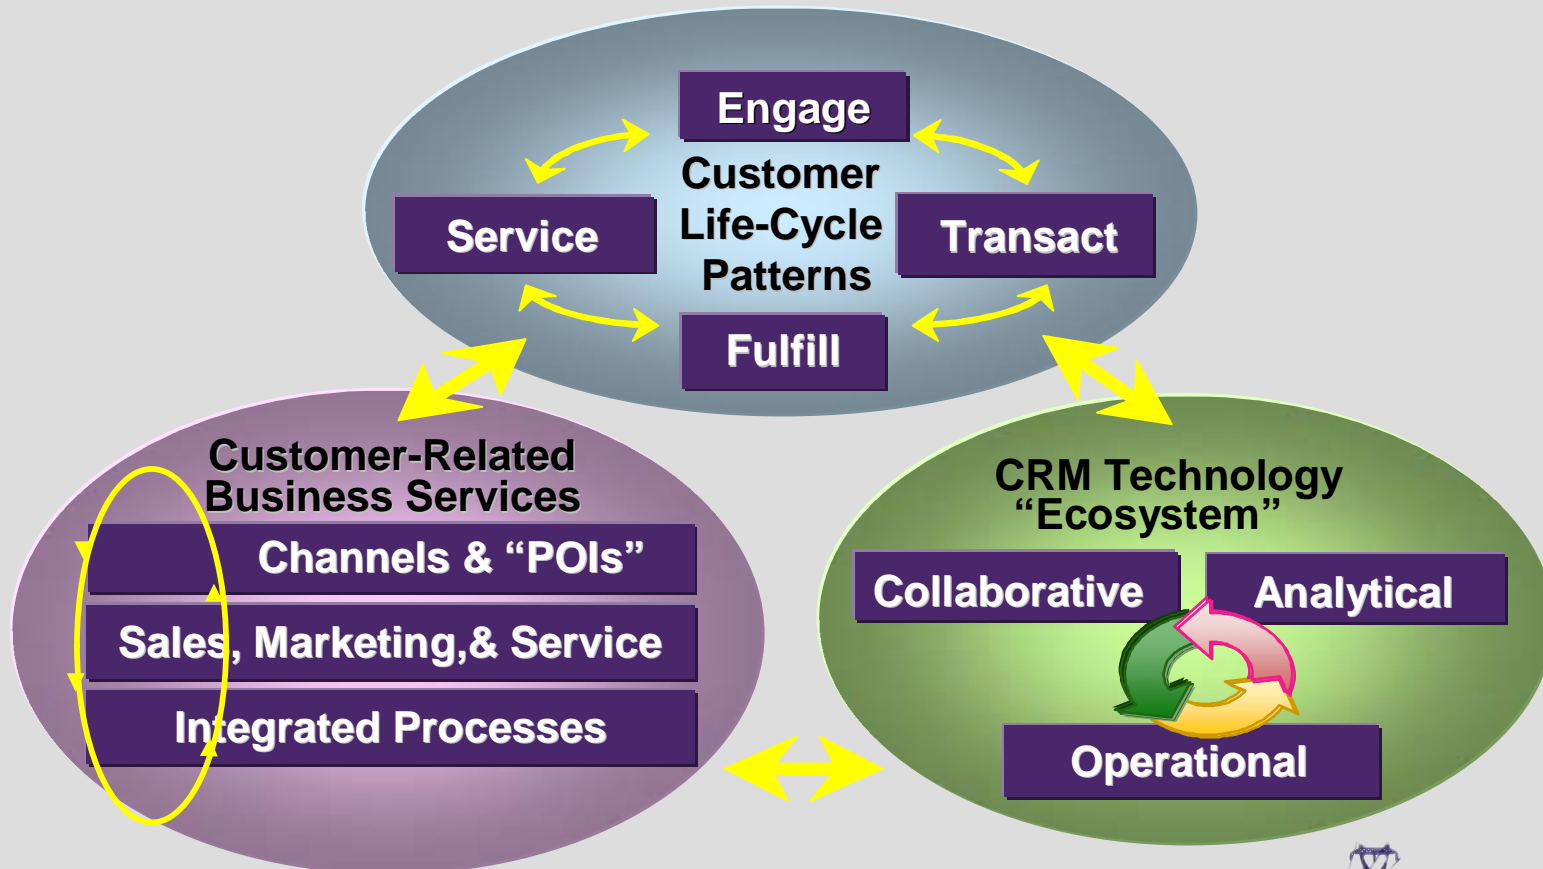 Engage
Customer
Life-Cycle
Patterns
Service
Transact
Fulfill
Customer-Related
Business Services
Channels & “POIs”
Sales, Marketing,& Service
Integrated Processes
CRM Technology
“Ecosystem”
Collaborative
Analytical
Operational